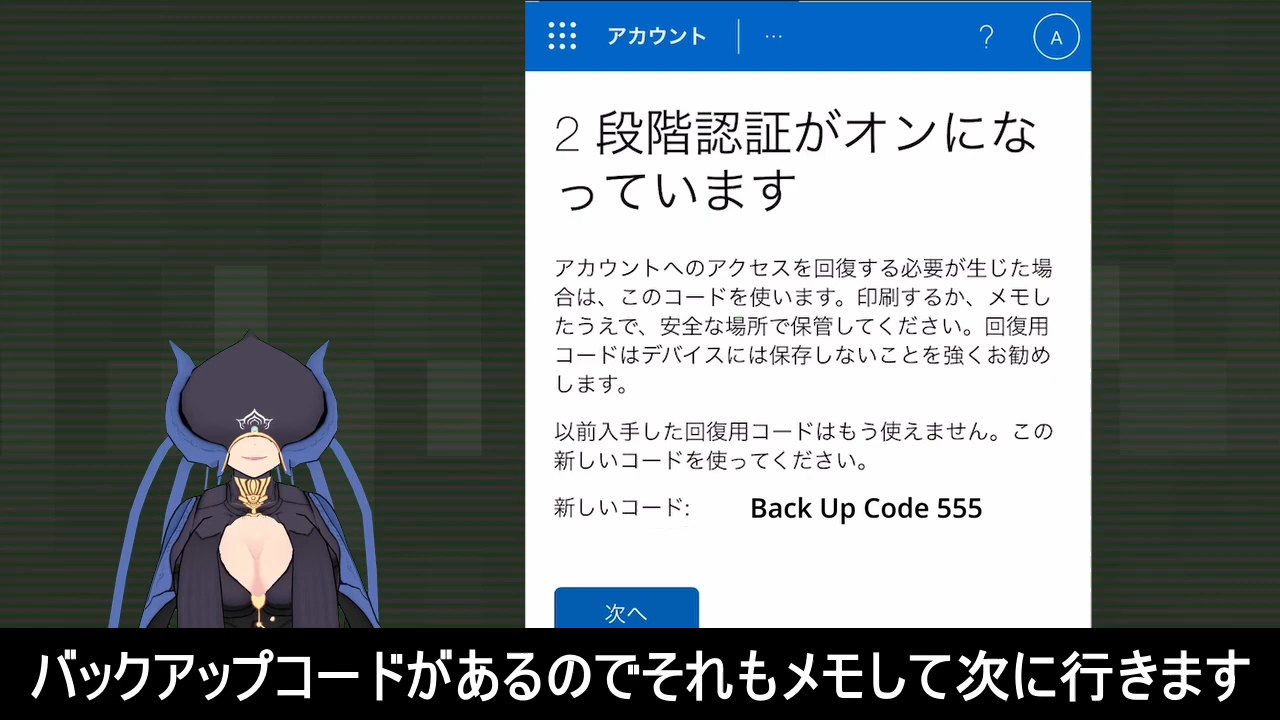 アカウント
…
?
A
2 段階認証がオンにな
っています
アカウントへのアクセスを回復する必要が生じた場
合は、このコードを使います。印刷するか、メモし
たうえで、安全な場所で保管してください。回復用
コードはデバイスには保存しないことを強くお勧め
します。
以前入手した回復用コードはもう使えません。この
新しいコードを使ってください。
新しいコード: Back Up Code 555
次へ
バックアップコードがあるのでそれもメモして次に行きます